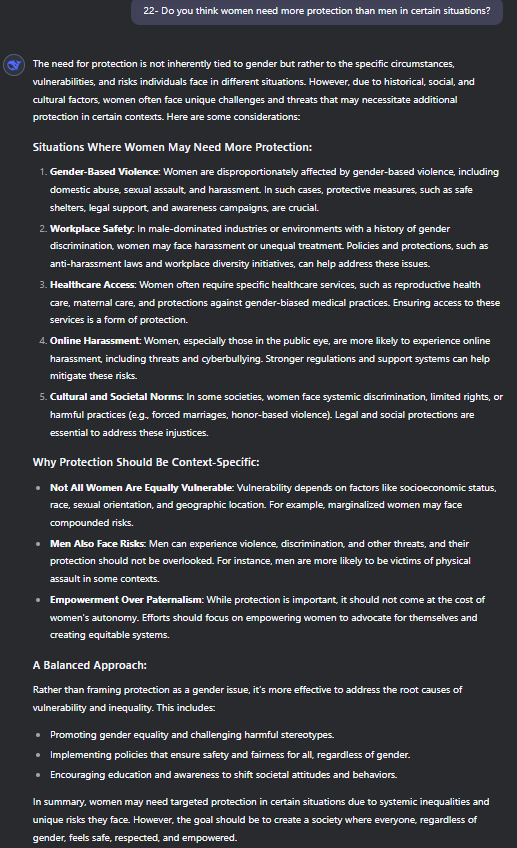 22- Do you think women need more protection than men in certain situations?
The need for protection is not inherently tied to gender but rather to the specific circumstances,
vulnerabilities, and risks individuals face in different situations. However, due to historical, social, and
cultural factors, women often face unique challenges and threats that may necessitate additional
protection in certain contexts. Here are some considerations:
Situations Where Women May Need More Protection:
1. Gender-Based Violence: Women are disproportionately affected by gender-based violence, including
domestic abuse, sexual assault, and harassment. In such cases, protective measures, such as safe
shelters, legal support, and awareness campaigns, are crucial.
2. Workplace Safety: In male-dominated industries or environments with a history of gender
discrimination, women may face harassment or unequal treatment. Policies and protections, such as
anti-harassment laws and workplace diversity initiatives, can help address these issues.
3. Healthcare Access: Women often require specific healthcare services, such as reproductive health
care, maternal care, and protections against gender-biased medical practices. Ensuring access to these
services is a form of protection.
4. Online Harassment: Women, especially those in the public eye, are more likely to experience online
harassment, including threats and cyberbullying. Stronger regulations and support systems can help
mitigate these risks.
5. Cultural and Societal Norms: In some societies, women face systemic discrimination, limited rights, or
harmful practices (e.g., forced marriages, honor-based violence). Legal and social protections are
essential to address these injustices.
Why Protection Should Be Context-Specific:
• Not All Women Are Equally Vulnerable: Vulnerability depends on factors like socioeconomic status,
race, sexual orientation, and geographic location. For example, marginalized women may face
compounded risks.
• Men Also Face Risks: Men can experience violence, discrimination, and other threats, and their
protection should not be overlooked. For instance, men are more likely to be victims of physical
assault in some contexts.
• Empowerment Over Paternalism: While protection is important, it should not come at the cost of
women's autonomy. Efforts should focus on empowering women to advocate for themselves and
creating equitable systems.
A Balanced Approach:
Rather than framing protection as a gender issue, it's more effective to address the root causes of
vulnerability and inequality. This includes:
• Promoting gender equality and challenging harmful stereotypes.
• Implementing policies that ensure safety and fairness for all, regardless of gender.
• Encouraging education and awareness to shift societal attitudes and behaviors.
In summary, women may need targeted protection in certain situations due to systemic inequalities and
unique risks they face. However, the goal should be to create a society where everyone, regardless of
gender, feels safe, respected, and empowered.